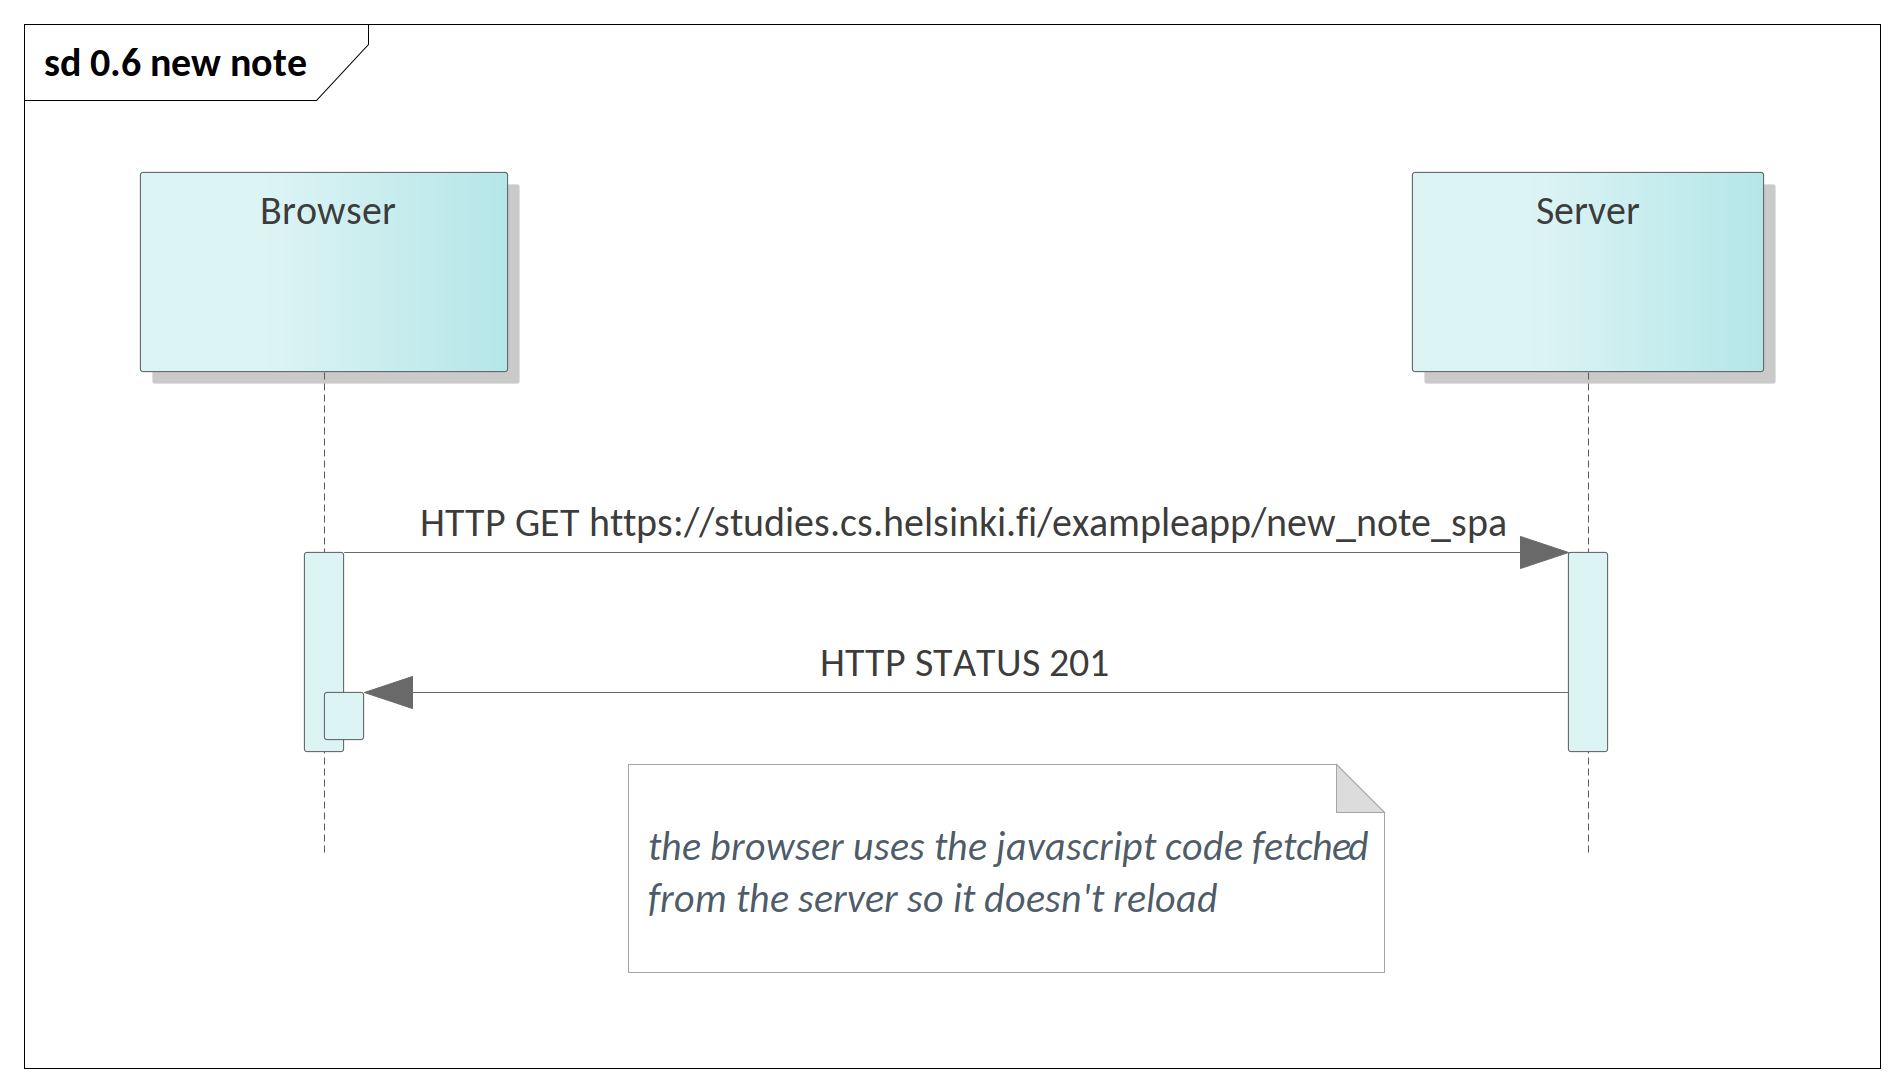 sd 0.6 new note
Browser
Server
HTTP GET https://studies.cs.helsinki.fi/exampleapp/new_note_spa
HTTP STATUS 201
the browser uses the javascript code fetched
from the server so it doesn't reload